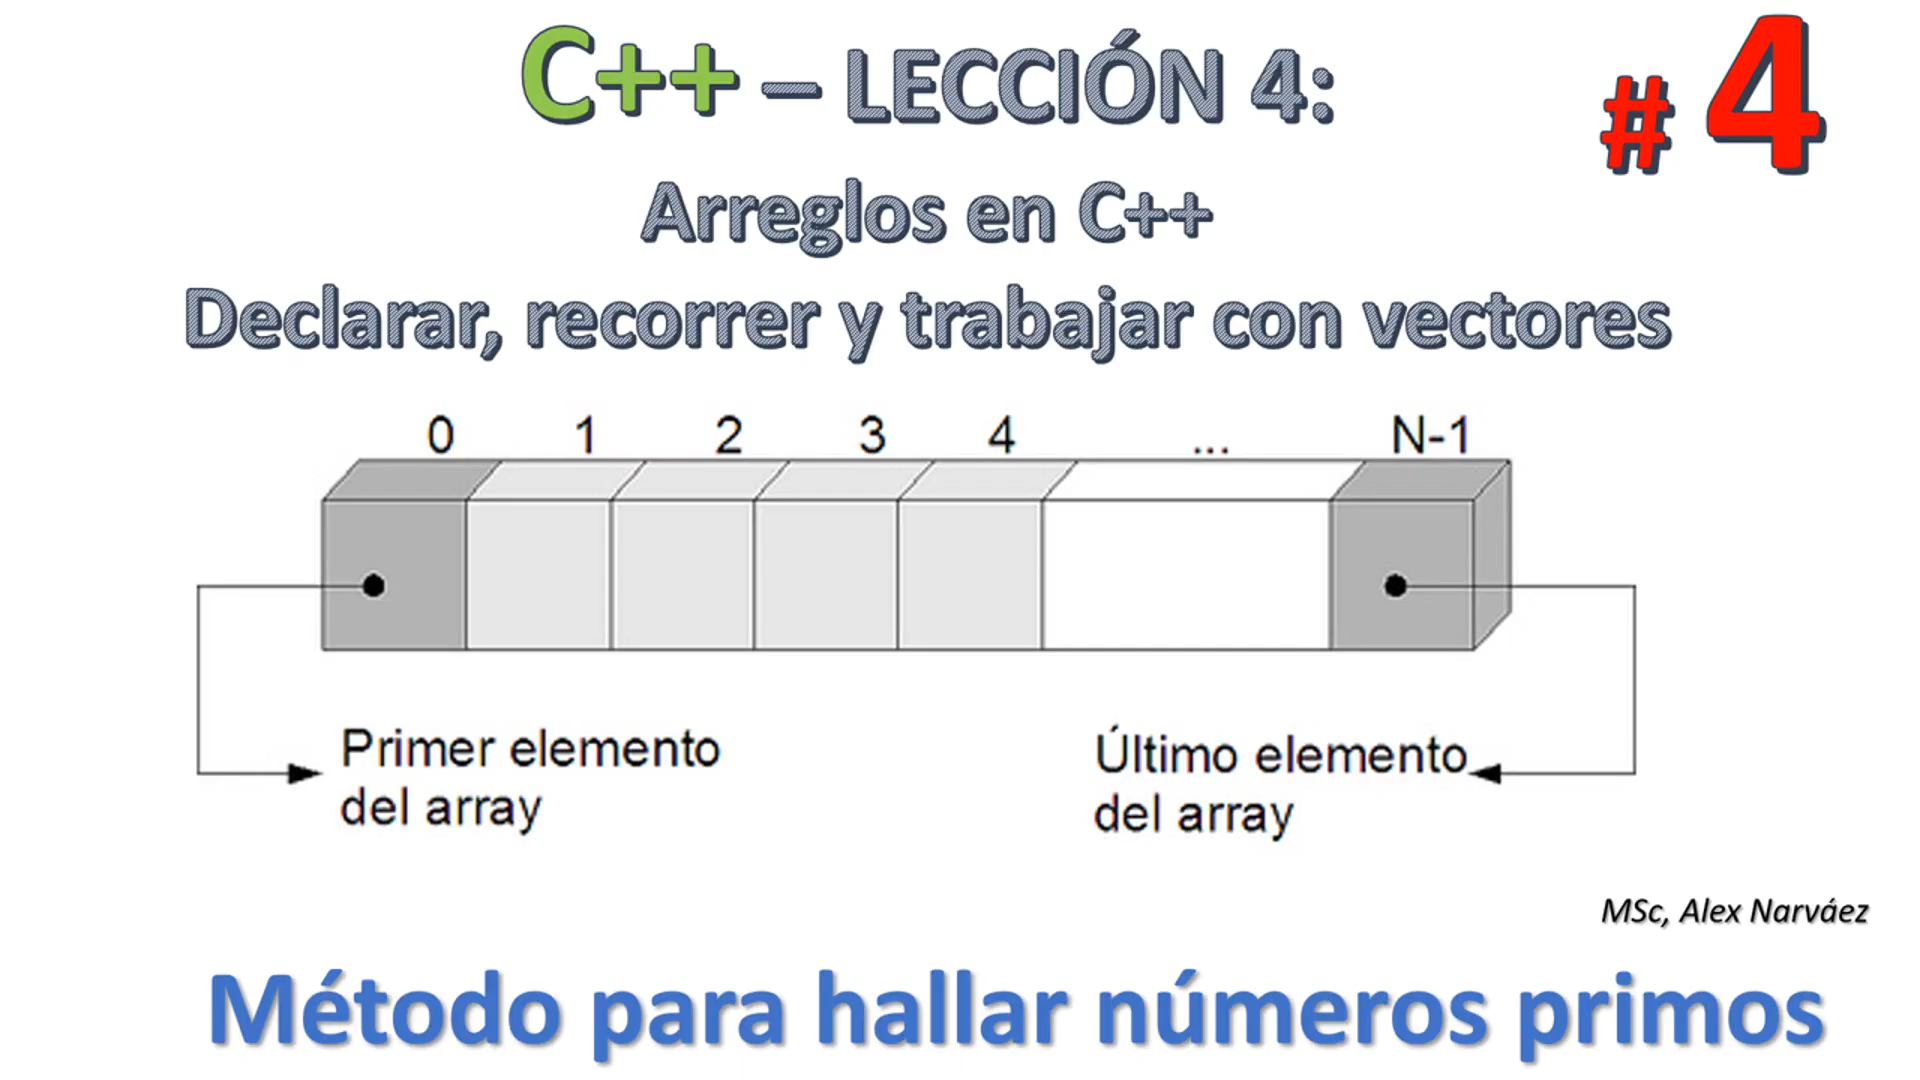 C++ – LECCIÓN 4:
# 4
Arreglos en C++
Declarar, recorrer y trabajar con vectores
0 1 2 3 4 ... N-1
Primer elemento
del array
Último elemento
del array
MSc, Alex Narváez
Método para hallar números primos